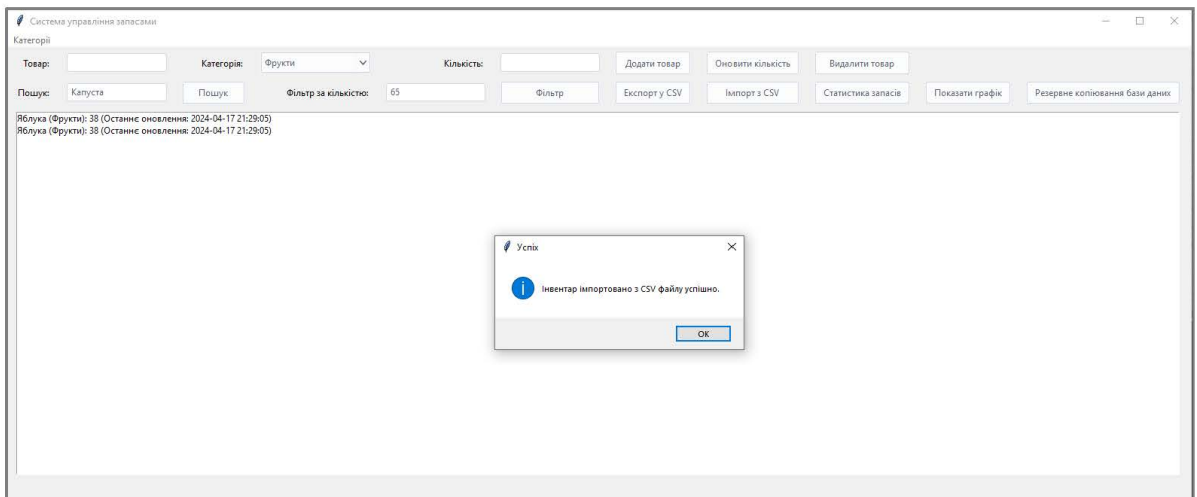 Система управління запасами
Категорії
Товар: Категорія: Фрукти Кількість: Додати товар Оновити кількість Видалити товар
Пошук: Капуста Пошук Фільтр за кількістю: 65 Фільтр Експорт у CSV Імпорт з CSV Статистика запасів Показати графік Резервне копіювання бази даних
Яблука (Фрукти): 38 (Останнє оновлення: 2024-04-17 21:29:05)
Яблука (Фрукти): 38 (Останнє оновлення: 2024-04-17 21:29:05)
Успіх
Інвентар імпортовано з CSV файлу успішно.
OK